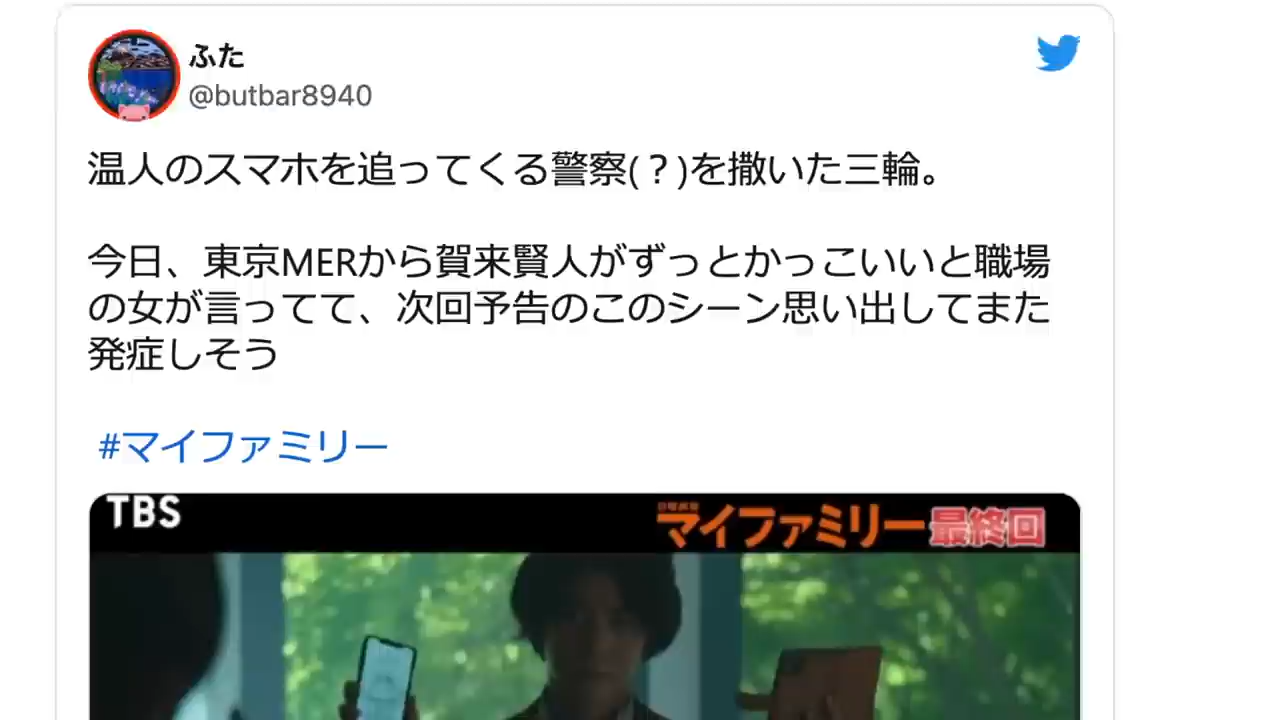 ふた
@butbar8940
温人のスマホを追ってくる警察(？)を撒いた三輪。
今日、東京MERから賀来賢人がずっとかっこいいと職場
の女が言ってて、次回予告のこのシーン思い出してまた
発症しそう
#マイファミリー
TBS
日曜劇場
マイファミリー最終回